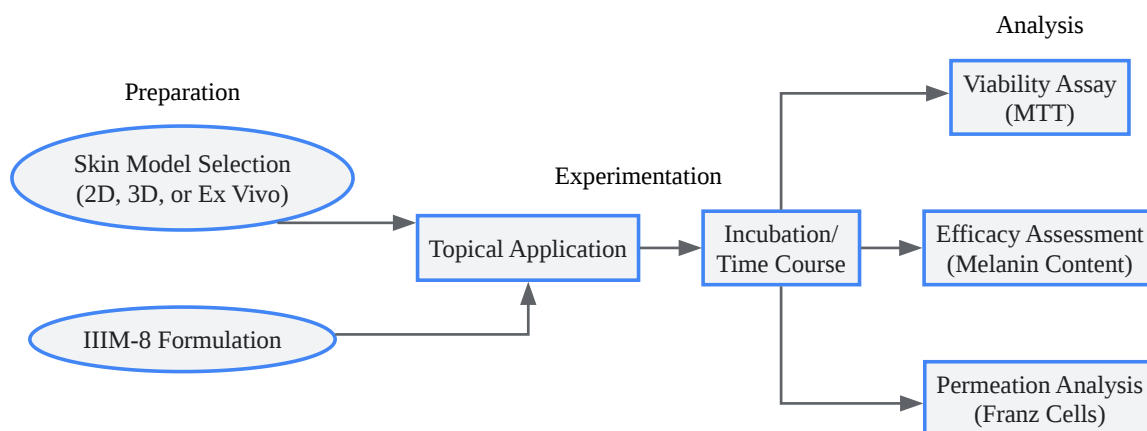 Preparation
Skin Model Selection
(2D, 3D, or Ex Vivo)
IIIM-8 Formulation
Experimentation
Topical Application
Incubation/
Time Course
Analysis
Viability Assay
(MTT)
Efficacy Assessment
(Melanin Content)
Permeation Analysis
(Franz Cells)